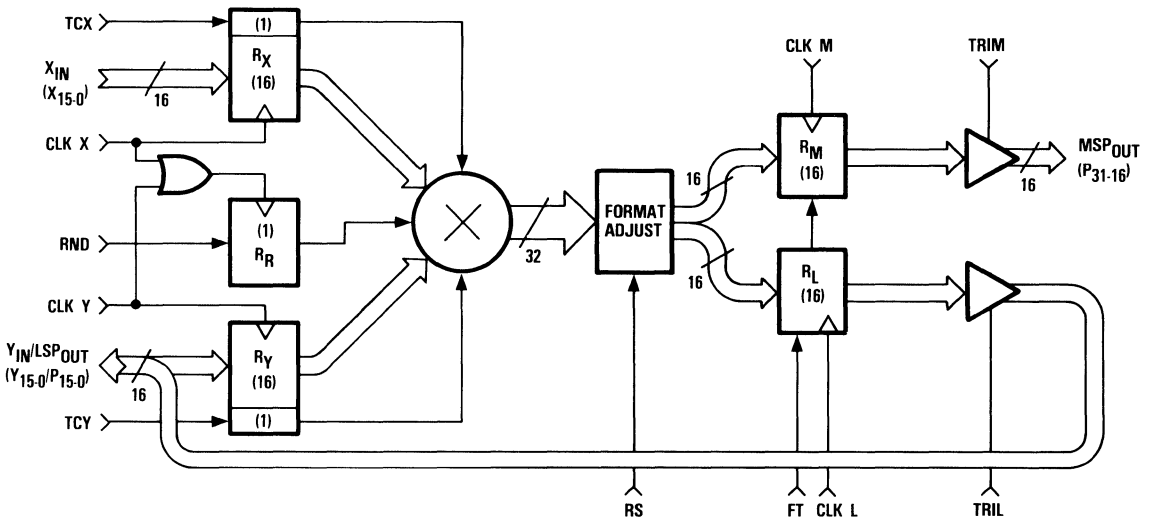 TCX
(1)
R_X
(16)
X_IN
(X_15-0)
16
CLK X
(1)
R_R
RND
CLK Y
Y_IN/LSP_OUT
(Y_15-0/P_15-0)
16
R_Y
(16)
(1)
TCY
32
FORMAT
ADJUST
RS
16
16
CLK M
R_M
(16)
R_L
(16)
FT
CLK L
TRIM
16
MSP_OUT
(P_31-16)
TRIL